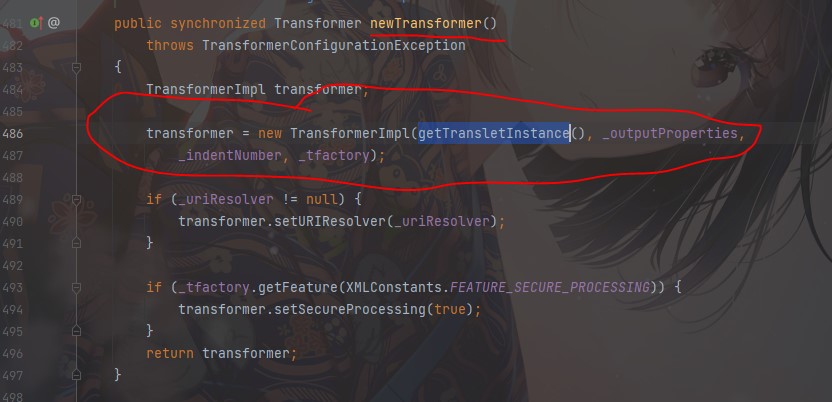 481 @ public synchronized Transformer newTransformer()
482 throws TransformerConfigurationException
483 {
484 TransformerImpl transformer;
485
486 transformer = new TransformerImpl(getTransletInstance(), _outputProperties,
487 _indentNumber, _tfactory);
488
489 if (_uriResolver != null) {
490 transformer.setURIResolver(_uriResolver);
491 }
492
493 if (_tfactory.getFeature(XMLConstants.FEATURE_SECURE_PROCESSING)) {
494 transformer.setSecureProcessing(true);
495 }
496 return transformer;
497 }
498